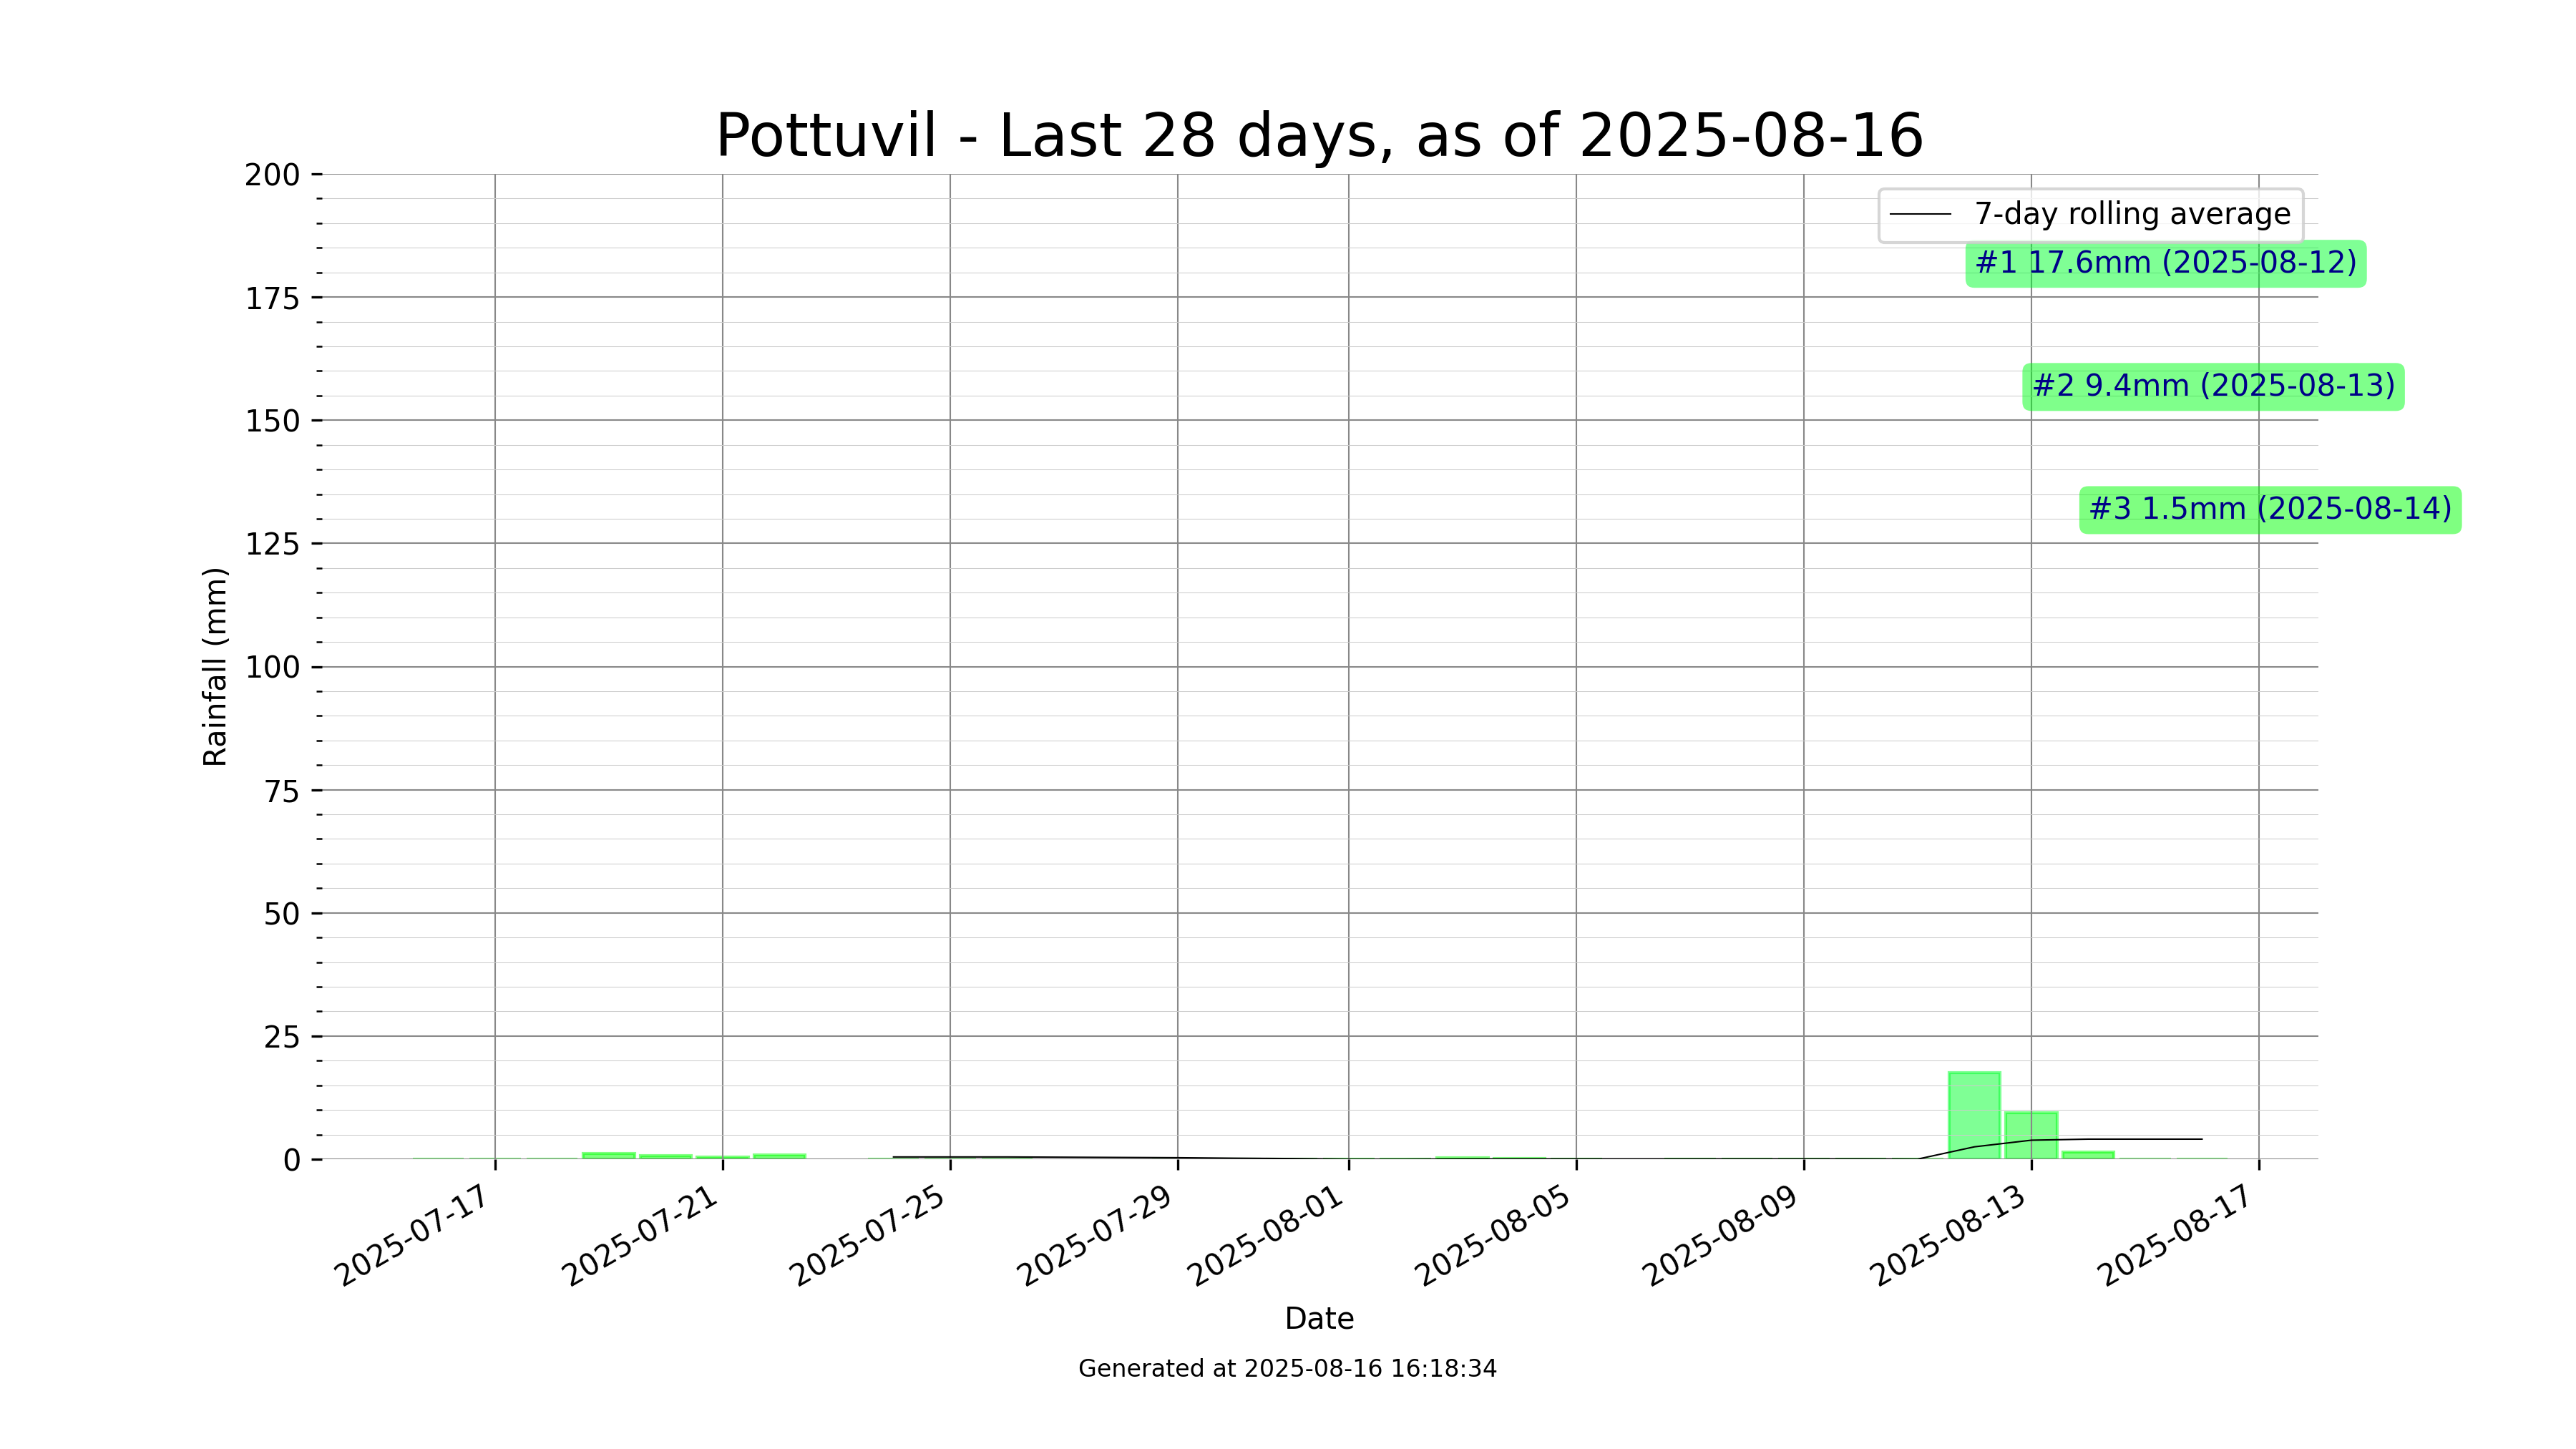 Pottuvil - Last 28 days, as of 2025-08-16
200
175
150
125
100
75
50
25
0
Rainfall (mm)
7-day rolling average
#1 17.6mm (2025-08-12)
#2 9.4mm (2025-08-13)
#3 1.5mm (2025-08-14)
2025-07-17
2025-07-21
2025-07-25
2025-07-29
2025-08-01
2025-08-05
2025-08-09
2025-08-13
2025-08-17
Date
Generated at 2025-08-16 16:18:34